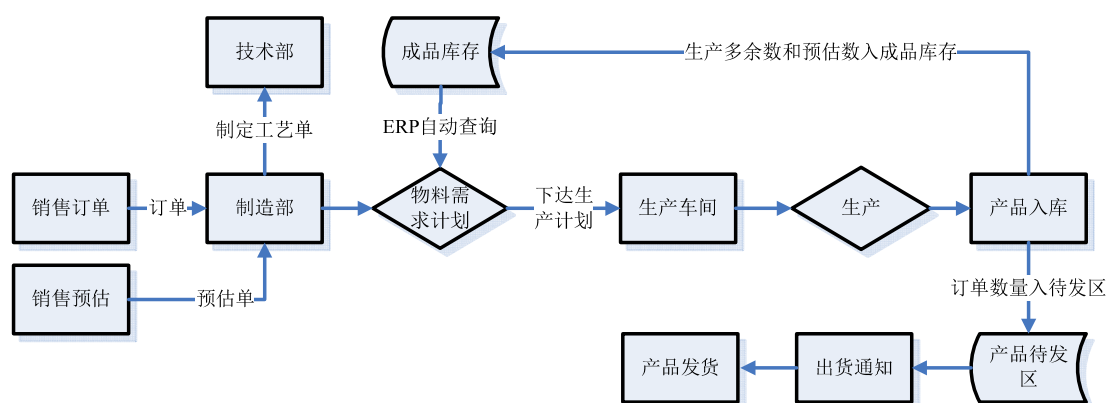 技术部
成品库存
生产多余数和预估数入成品库存
制定工艺单
ERP自动查询
销售订单
订单
制造部
物料需
求计划
下达生
产计划
生产车间
生产
产品入库
销售预估
预估单
订单数量入待发区
产品发货
出货通知
产品待发
区